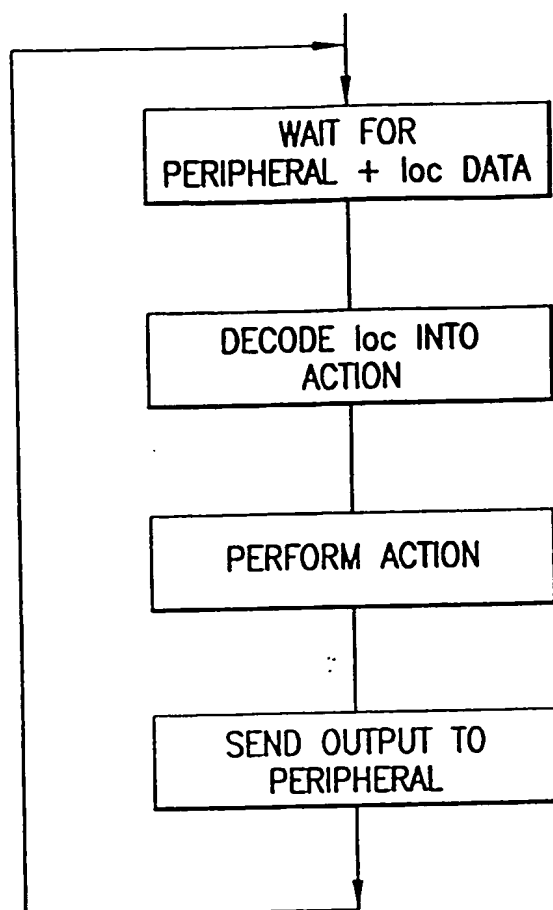 WAIT FOR
PERIPHERAL + loc DATA
DECODE loc INTO
ACTION
PERFORM ACTION
SEND OUTPUT TO
PERIPHERAL